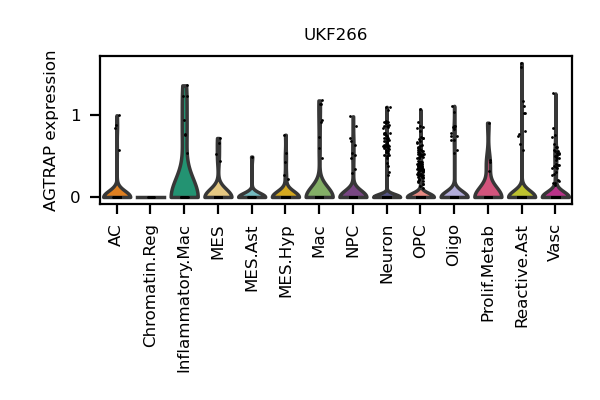 UKF266
AGTRAP expression
1
0
AC
Chromatin.Reg
Inflammatory.Mac
MES
MES.Ast
MES.Hyp
Mac
NPC
Neuron
OPC
Oligo
Prolif.Metab
Reactive.Ast
Vasc